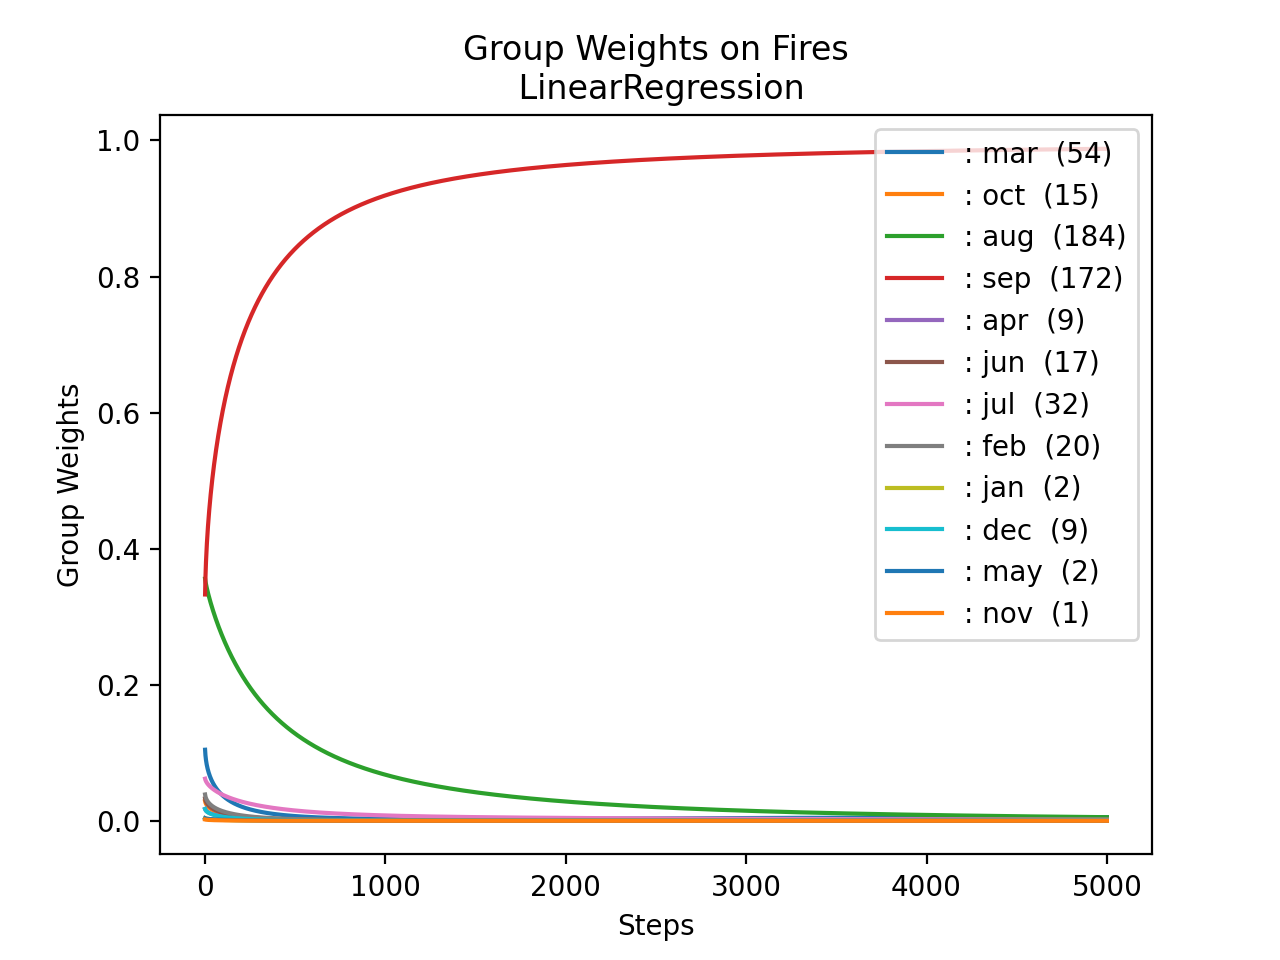 Group Weights on Fires
LinearRegression
Group Weights
1.0
0.8
0.6
0.4
0.2
0.0
: mar (54)
: oct (15)
: aug (184)
: sep (172)
: apr (9)
: jun (17)
: jul (32)
: feb (20)
: jan (2)
: dec (9)
: may (2)
: nov (1)
0 1000 2000 3000 4000 5000
Steps